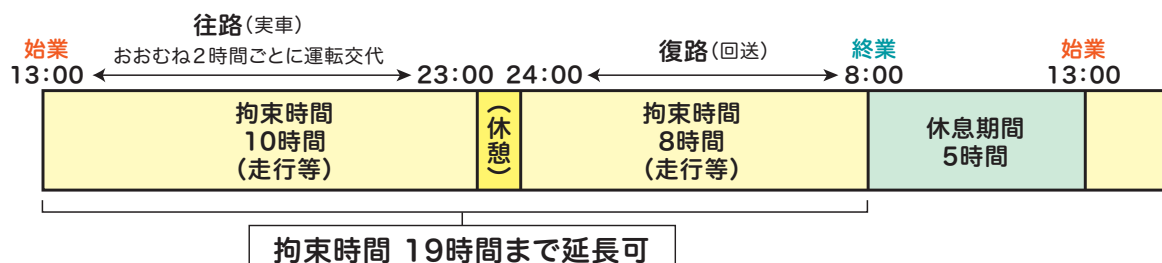 往路(実車)
おおむね2時間ごとに運転交代
復路(回送)
始業
終業
始業
13:00
23:00
24:00
8:00
13:00
拘束時間
10時間
(走行等)
(休憩)
拘束時間
8時間
(走行等)
休息期間
5時間
拘束時間 19時間まで延長可